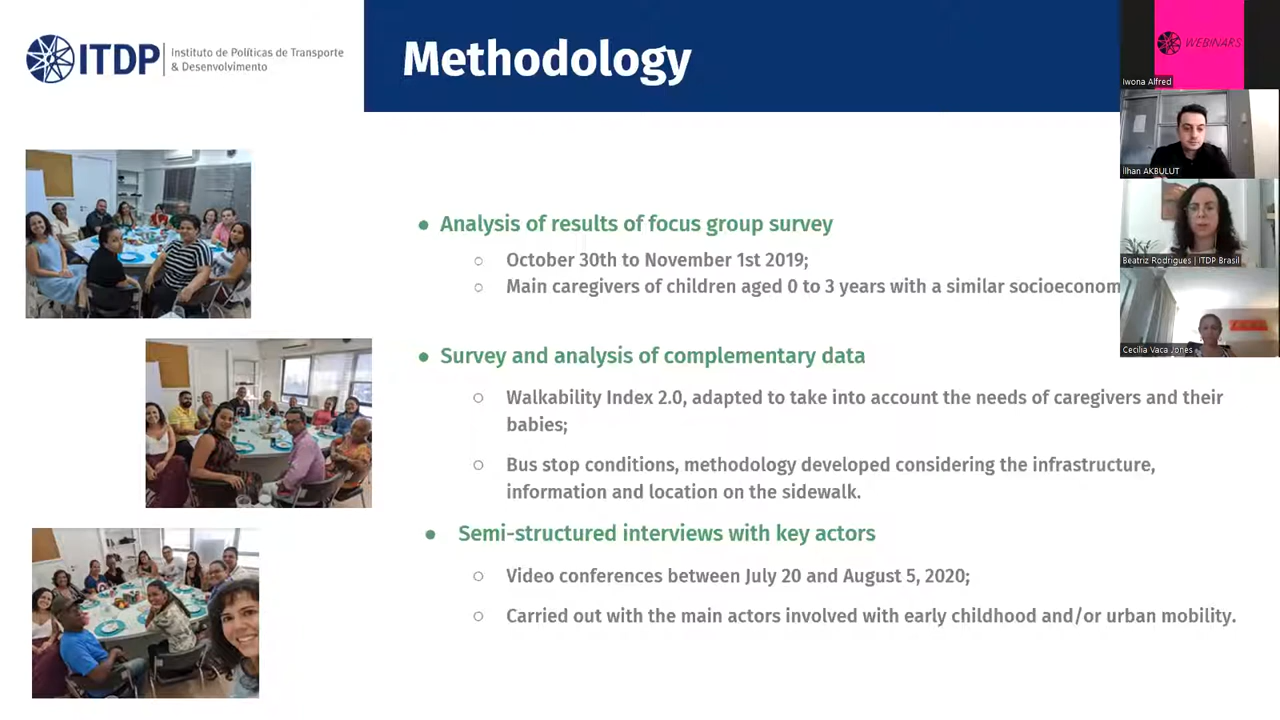 ITDP
Instituto de Políticas de Transporte
& Desenvolvimento
Methodology
WEBINARS
Iwona Alfred
İlhan AKBULUT
Beatriz Rodrigues | ITDP Brasil
Cecilia Vaca Jones
● Analysis of results of focus group survey
○ October 30th to November 1st 2019;
○ Main caregivers of children aged 0 to 3 years with a similar socioeconom
● Survey and analysis of complementary data
○ Walkability Index 2.0, adapted to take into account the needs of caregivers and their
babies;
○ Bus stop conditions, methodology developed considering the infrastructure,
information and location on the sidewalk.
● Semi-structured interviews with key actors
○ Video conferences between July 20 and August 5, 2020;
○ Carried out with the main actors involved with early childhood and/or urban mobility.